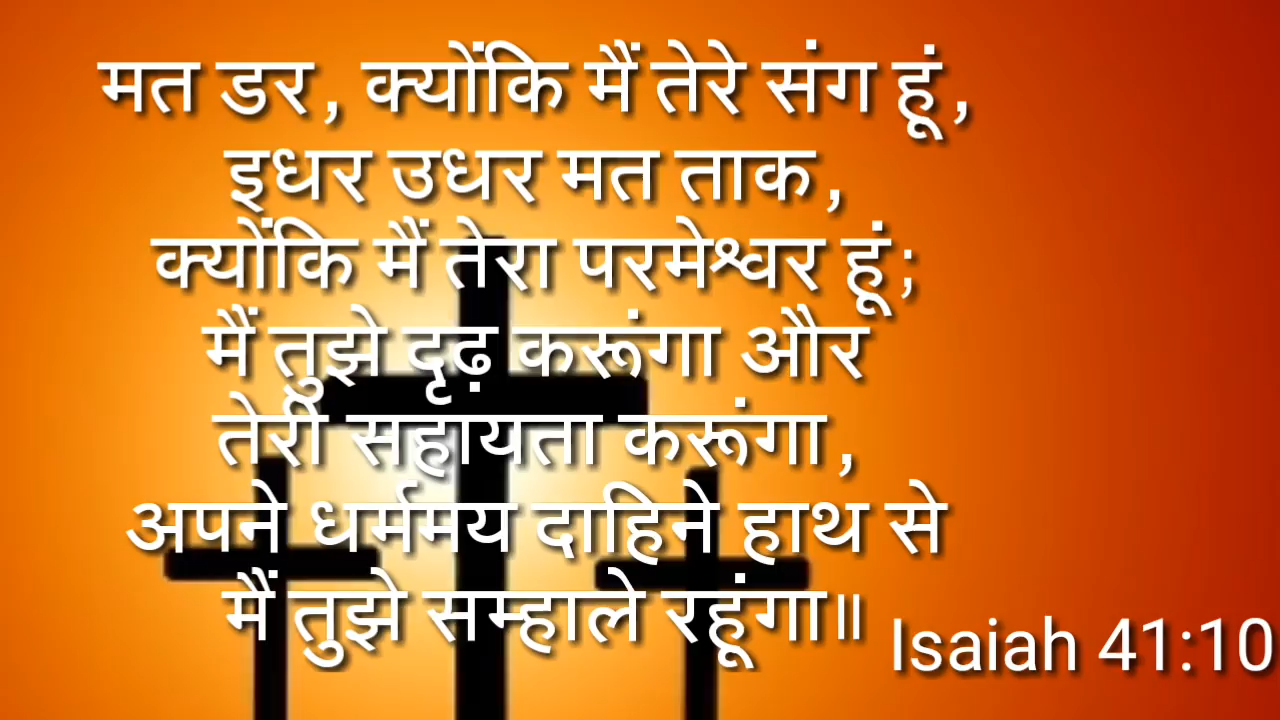 मत डर, क्योंकि मैं तेरे संग हूं,
इधर उधर मत ताक,
क्योंकि मैं तेरा परमेश्वर हूं;
मैं तुझे दृढ़ करूंगा और
तेरी सहायता करूंगा,
अपने धर्ममय दाहिने हाथ से
मैं तुझे सम्हाले रहूंगा॥
Isaiah 41:10